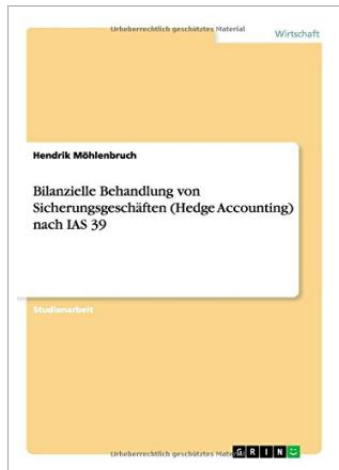 Urheberrechtlich geschütztes Material
Wirtschaft
Hendrik Möhlenbruch
Bilanzielle Behandlung von
Sicherungsgeschäften (Hedge Accounting)
nach IAS 39
Studienarbeit
Urheberrechtlich geschütztes Mate
GRIN